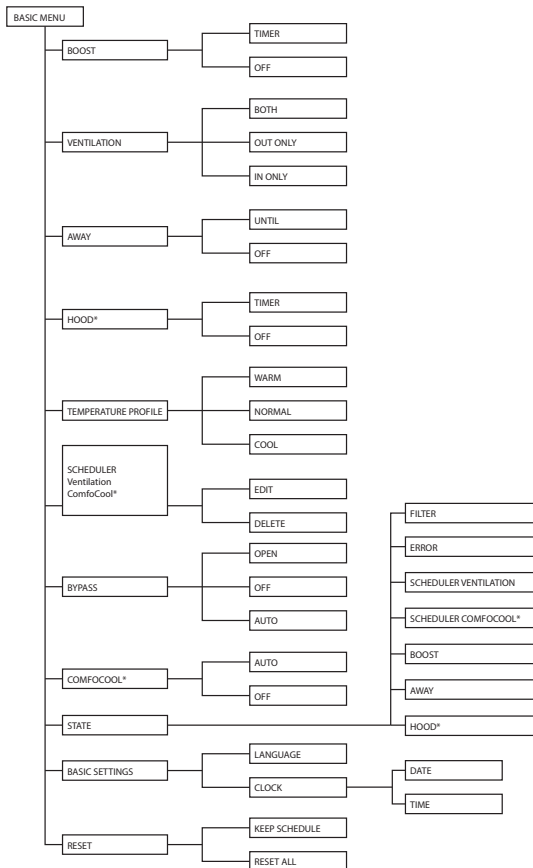 BASIC MENU
BOOST
TIMER
OFF
VENTILATION
BOTH
OUT ONLY
IN ONLY
AWAY
UNTIL
OFF
HOOD*
TIMER
OFF
TEMPERATURE PROFILE
WARM
NORMAL
COOL
SCHEDULER
Ventilation
ComfoCool*
EDIT
DELETE
BYPASS
OPEN
OFF
AUTO
COMFOCOOL*
AUTO
OFF
STATE
FILTER
ERROR
SCHEDULER VENTILATION
SCHEDULER COMFOCOOL*
BOOST
AWAY
HOOD*
BASIC SETTINGS
LANGUAGE
CLOCK
DATE
TIME
RESET
KEEP SCHEDULE
RESET ALL